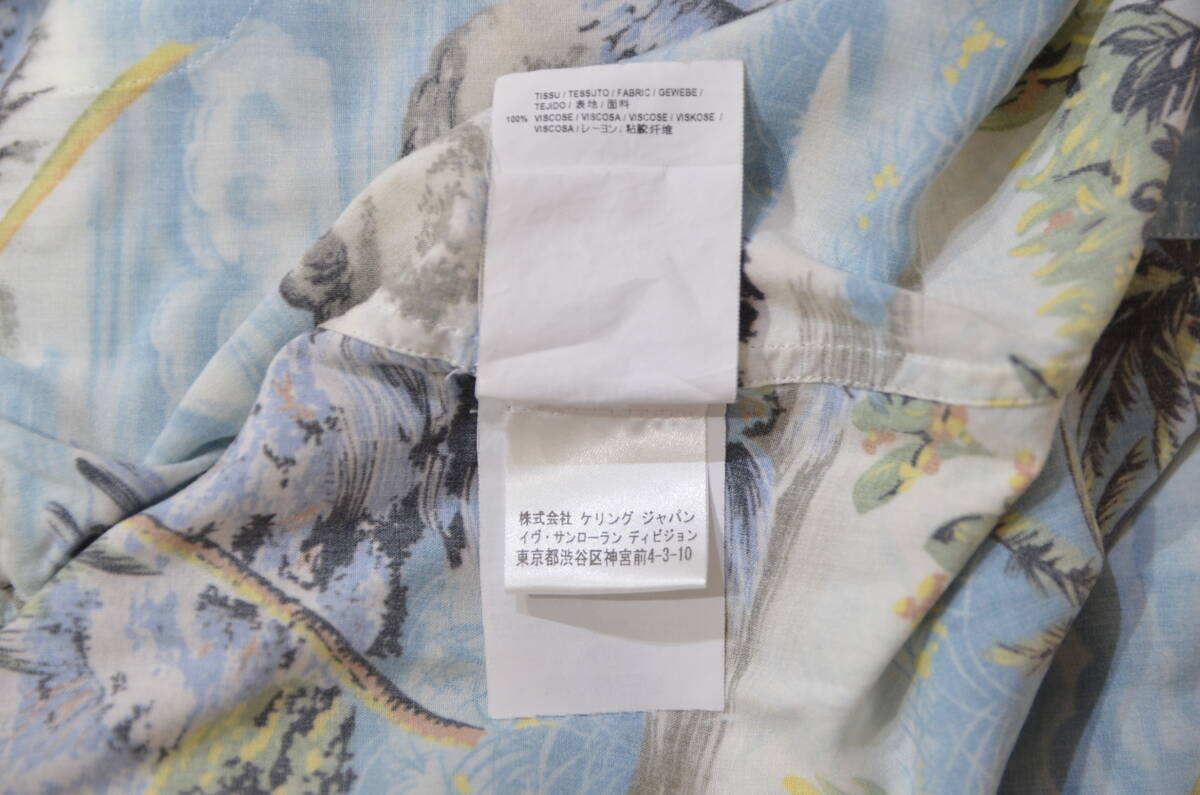 TISSU / TESSUTO / FABRIC / GEWEBE /
TEJIDO / 表地 / 面料
100% VISCOSE / VISCOSA / VISCOSE / VISKOSE /
VISCOSA / レーヨン ; 粘胶纤维
株式会社 ケリング ジャパン
イヴ・サンローラン ディビジョン
東京都渋谷区神宮前4-3-10